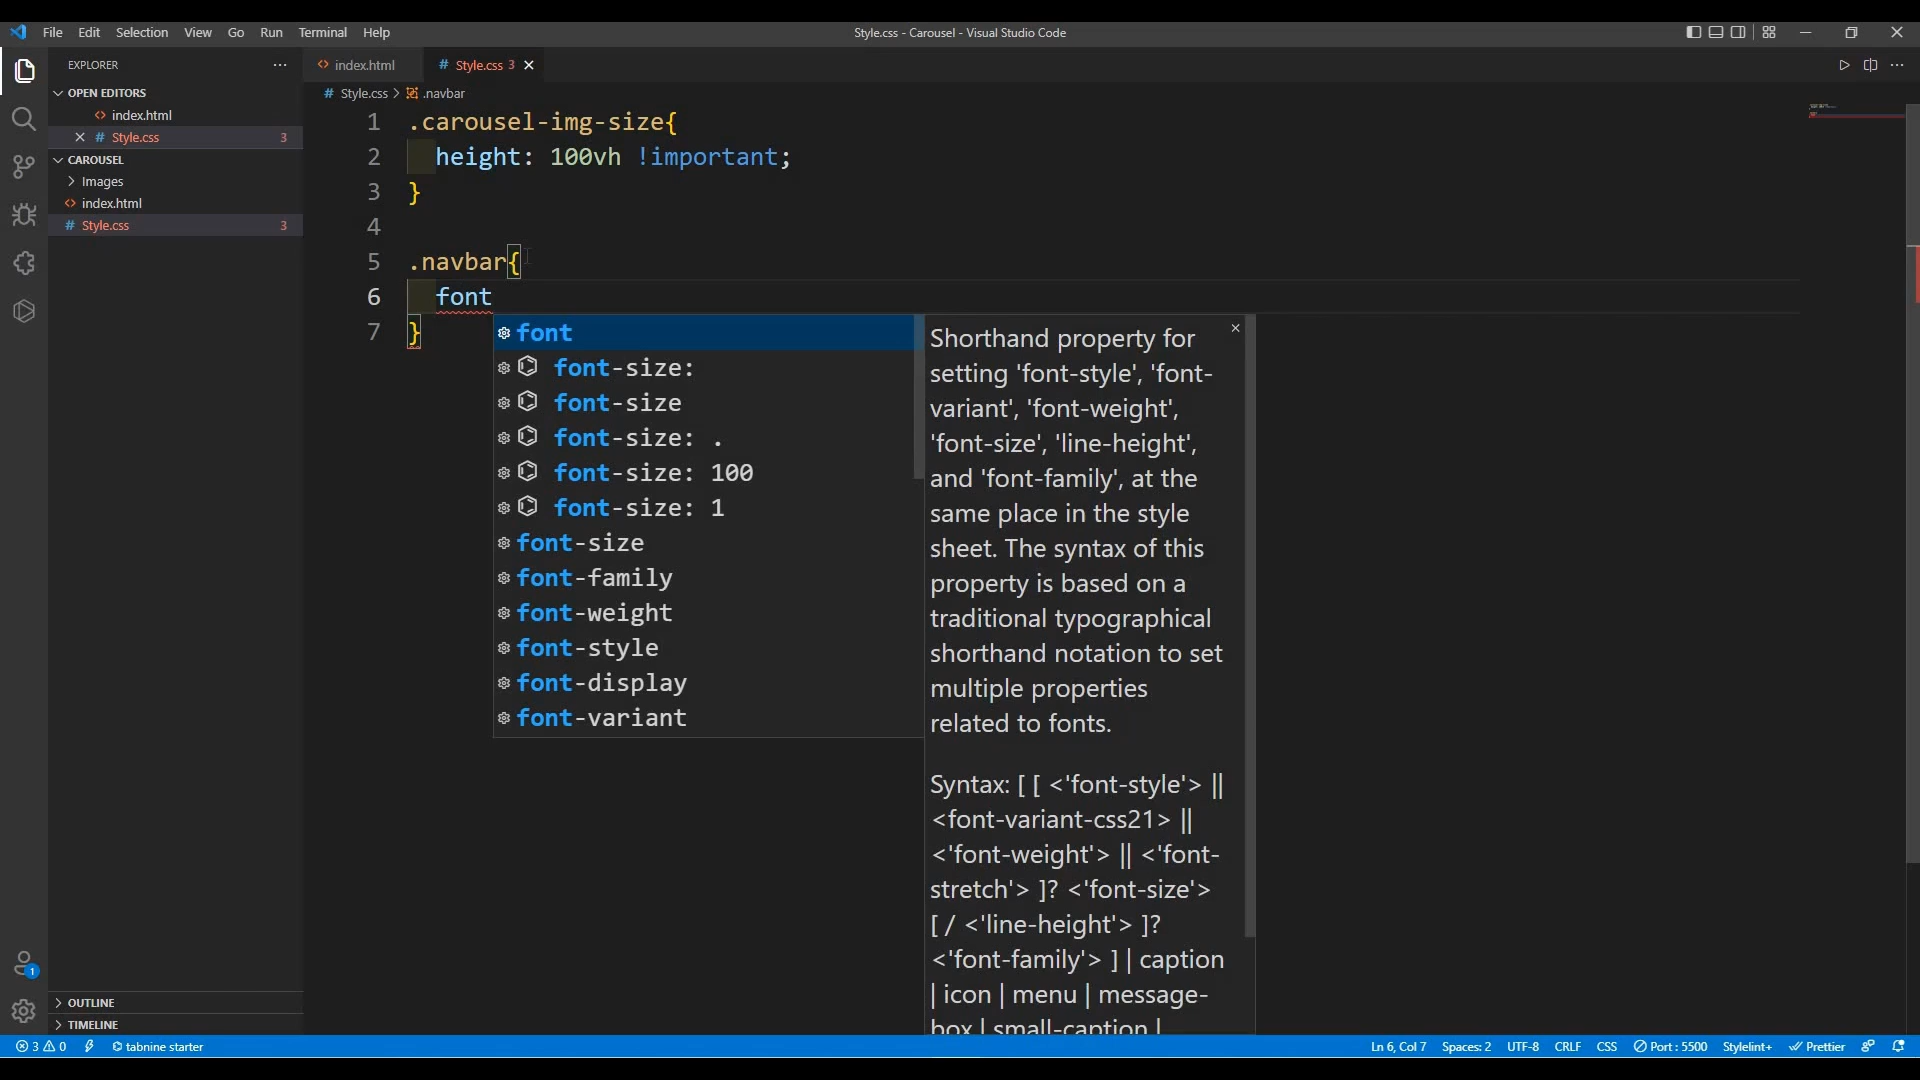 File Edit Selection View Go Run Terminal Help
Style.css - Carousel - Visual Studio Code
EXPLORER
index.html
# Style.css 3
OPEN EDITORS
index.html
# Style.css 3
CAROUSEL
Images
index.html
# Style.css 3
# Style.css > .navbar
1 .carousel-img-size{
2 height: 100vh !important;
3 }
4
5 .navbar{
6 font
7 }
font
font-size:
font-size
font-size: .
font-size: 100
font-size: 1
font-size
font-family
font-weight
font-style
font-display
font-variant
Shorthand property for
setting 'font-style', 'font-
variant', 'font-weight',
'font-size', 'line-height',
and 'font-family', at the
same place in the style
sheet. The syntax of this
property is based on a
traditional typographical
shorthand notation to set
multiple properties
related to fonts.
Syntax: [ [ <'font-style'> ||
<font-variant-css21> ||
<'font-weight'> || <'font-
stretch'> ]? <'font-size'>
[ / <'line-height'> ]?
<'font-family'> ] | caption
| icon | menu | message-
box | small-caption |
1
OUTLINE
TIMELINE
3 0 tabnine starter
Ln 6, Col 7 Spaces: 2 UTF-8 CRLF CSS Port : 5500 Stylelint+ Prettier